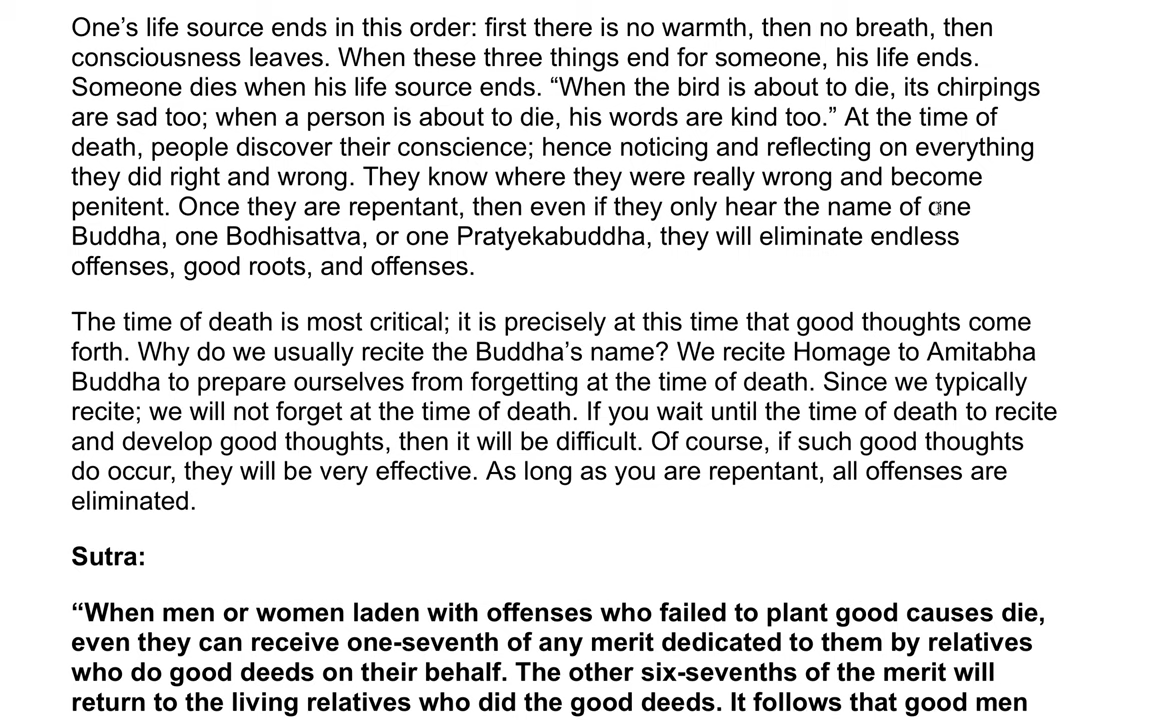 One’s life source ends in this order: first there is no warmth, then no breath, then
consciousness leaves. When these three things end for someone, his life ends.
Someone dies when his life source ends. “When the bird is about to die, its chirpings
are sad too; when a person is about to die, his words are kind too.” At the time of
death, people discover their conscience; hence noticing and reflecting on everything
they did right and wrong. They know where they were really wrong and become
penitent. Once they are repentant, then even if they only hear the name of one
Buddha, one Bodhisattva, or one Pratyekabuddha, they will eliminate endless
offenses, good roots, and offenses.
The time of death is most critical; it is precisely at this time that good thoughts come
forth. Why do we usually recite the Buddha’s name? We recite Homage to Amitabha
Buddha to prepare ourselves from forgetting at the time of death. Since we typically
recite; we will not forget at the time of death. If you wait until the time of death to recite
and develop good thoughts, then it will be difficult. Of course, if such good thoughts
do occur, they will be very effective. As long as you are repentant, all offenses are
eliminated.
Sutra:
“When men or women laden with offenses who failed to plant good causes die,
even they can receive one-seventh of any merit dedicated to them by relatives
who do good deeds on their behalf. The other six-sevenths of the merit will
return to the living relatives who did the good deeds. It follows that good men